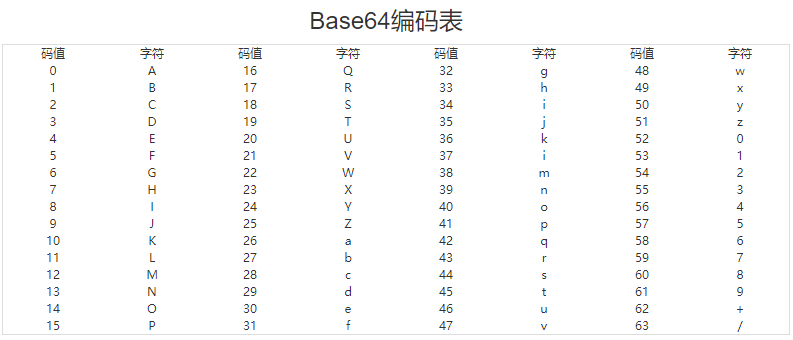 Base64编码表
码值 字符 码值 字符 码值 字符 码值 字符
0 A 16 Q 32 g 48 w
1 B 17 R 33 h 49 x
2 C 18 S 34 i 50 y
3 D 19 T 35 j 51 z
4 E 20 U 36 k 52 0
5 F 21 V 37 i 53 1
6 G 22 W 38 m 54 2
7 H 23 X 39 n 55 3
8 I 24 Y 40 o 56 4
9 J 25 Z 41 p 57 5
10 K 26 a 42 q 58 6
11 L 27 b 43 r 59 7
12 M 28 c 44 s 60 8
13 N 29 d 45 t 61 9
14 O 30 e 46 u 62 +
15 P 31 f 47 v 63 /